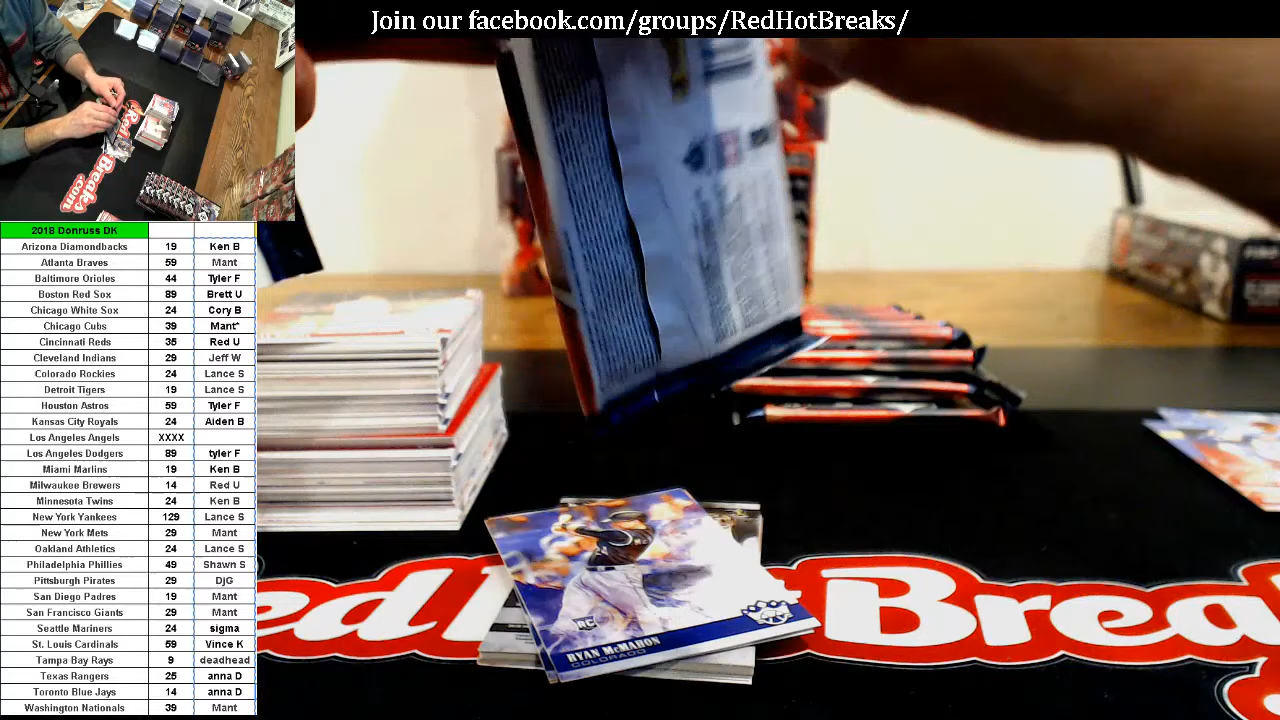 Join our facebook.com/groups/RedHotBreaks/
Red
Breaks
.com
2018 Donruss DK
Arizona Diamondbacks 19 Ken B
Atlanta Braves 59 Mant
Baltimore Orioles 44 Tyler F
Boston Red Sox 89 Brett U
Chicago White Sox 24 Cory B
Chicago Cubs 39 Mant*
Cincinnati Reds 35 Red U
Cleveland Indians 29 Jeff W
Colorado Rockies 24 Lance S
Detroit Tigers 19 Lance S
Houston Astros 59 Tyler F
Kansas City Royals 24 Aiden B
Los Angeles Angels XXXX
Los Angeles Dodgers 89 tyler F
Miami Marlins 19 Ken B
Milwaukee Brewers 14 Red U
Minnesota Twins 24 Ken B
New York Yankees 129 Lance S
New York Mets 29 Mant
Oakland Athletics 24 Lance S
Philadelphia Phillies 49 Shawn S
Pittsburgh Pirates 29 DjG
San Diego Padres 19 Mant
San Francisco Giants 29 Mant
Seattle Mariners 24 sigma
St. Louis Cardinals 59 Vince K
Tampa Bay Rays 9 deadhead
Texas Rangers 25 anna D
Toronto Blue Jays 14 anna D
Washington Nationals 39 Mant
RC
RYAN McMAHON
COLORADO
ed Brea